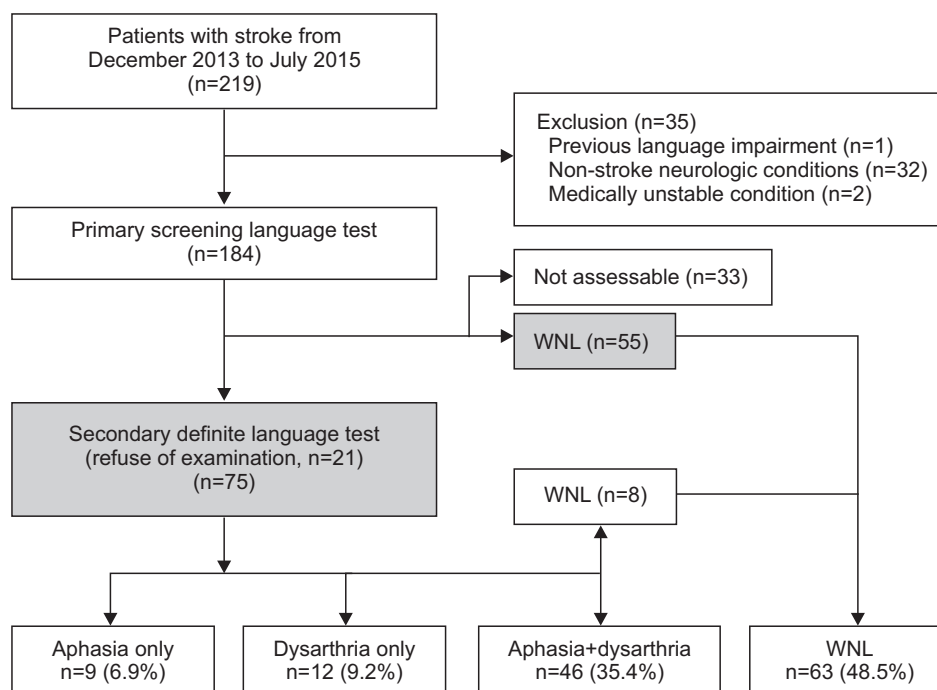 Patients with stroke from
December 2013 to July 2015
(n=219)
Exclusion (n=35)
Previous language impairment (n=1)
Non-stroke neurologic conditions (n=32)
Medically unstable condition (n=2)
Primary screening language test
(n=184)
Not assessable (n=33)
WNL (n=55)
Secondary definite language test
(refuse of examination, n=21)
(n=75)
WNL (n=8)
Aphasia only
n=9 (6.9%)
Dysarthria only
n=12 (9.2%)
Aphasia+dysarthria
n=46 (35.4%)
WNL
n=63 (48.5%)